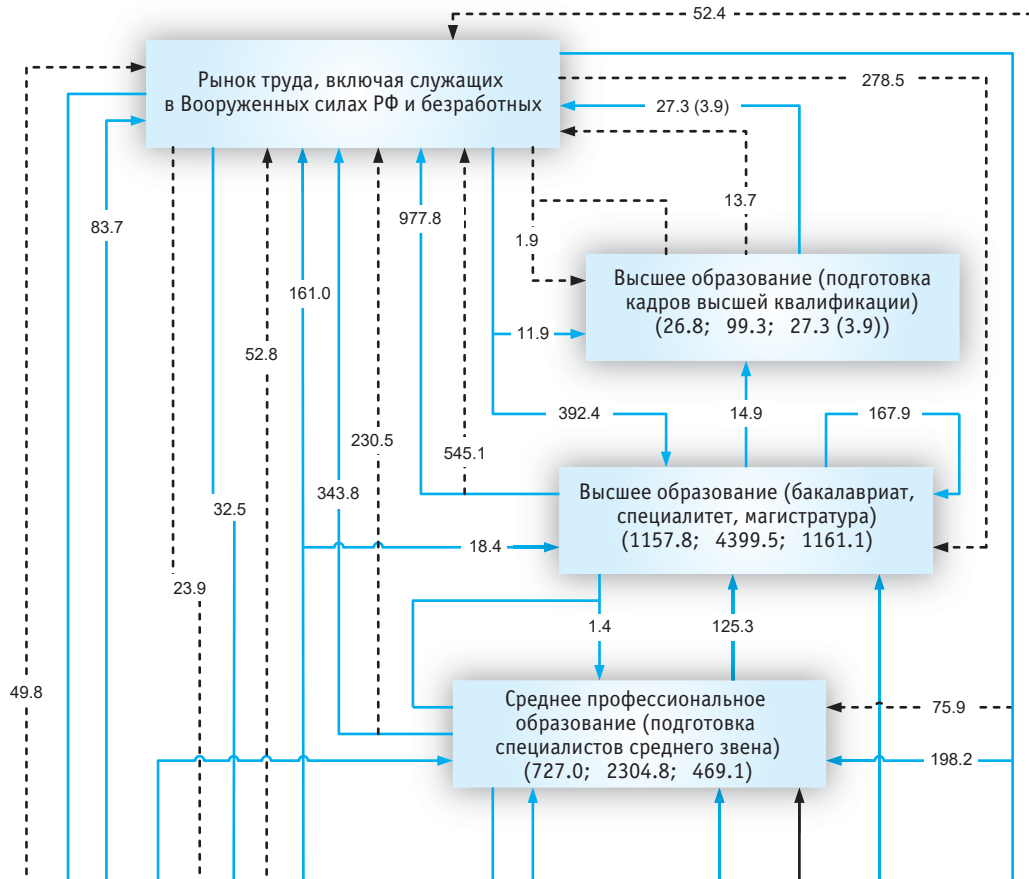 52.4
Рынок труда, включая служащих
в Вооруженных силах РФ и безработных
278.5
27.3 (3.9)
13.7
977.8
83.7
1.9
Высшее образование (подготовка
кадров высшей квалификации)
(26.8; 99.3; 27.3 (3.9))
161.0
11.9
52.8
392.4
14.9
167.9
230.5
545.1
343.8
Высшее образование (бакалавриат,
специалитет, магистратура)
(1157.8; 4399.5; 1161.1)
32.5
18.4
23.9
1.4
125.3
49.8
Среднее профессиональное
образование (подготовка
специалистов среднего звена)
(727.0; 2304.8; 469.1)
75.9
198.2